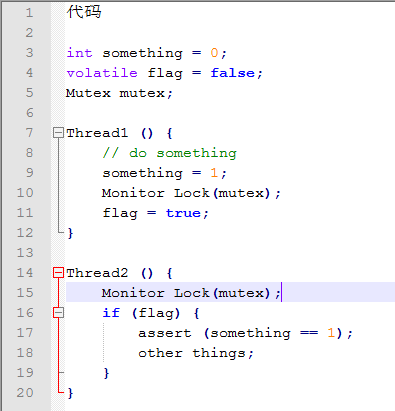 1 代码
2
3 int something = 0;
4 volatile flag = false;
5 Mutex mutex;
6
7 Thread1 () {
8 // do something
9 something = 1;
10 Monitor Lock(mutex);
11 flag = true;
12 }
13
14 Thread2 () {
15 Monitor Lock(mutex);
16 if (flag) {
17 assert (something == 1);
18 other things;
19 }
20 }